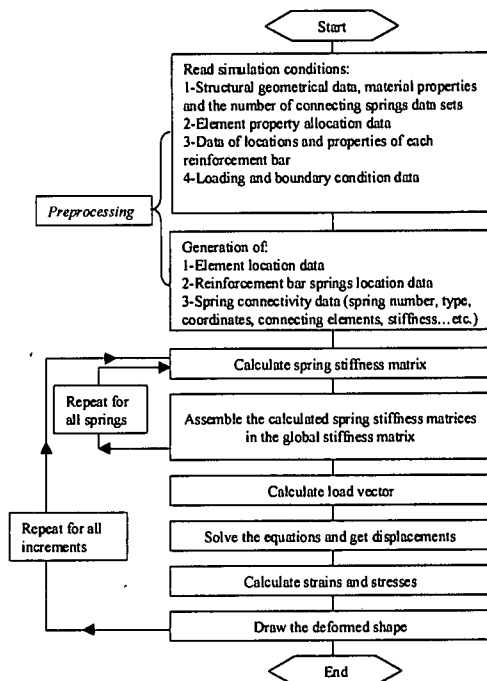 Start
Read simulation conditions:
1-Structural geometrical data, material properties
and the number of connecting springs data sets
2-Element property allocation data
3-Data of locations and properties of each
reinforcement bar
4-Loading and boundary condition data
Preprocessing
Generation of:
1-Element location data
2-Reinforcement bar springs location data
3-Spring connectivity data (spring number, type,
coordinates, connecting elements, stiffness...etc.)
Calculate spring stiffness matrix
Repeat for
all springs
Assemble the calculated spring stiffness matrices
in the global stiffness matrix
Calculate load vector
Repeat for all
increments
Solve the equations and get displacements
Calculate strains and stresses
Draw the deformed shape
End